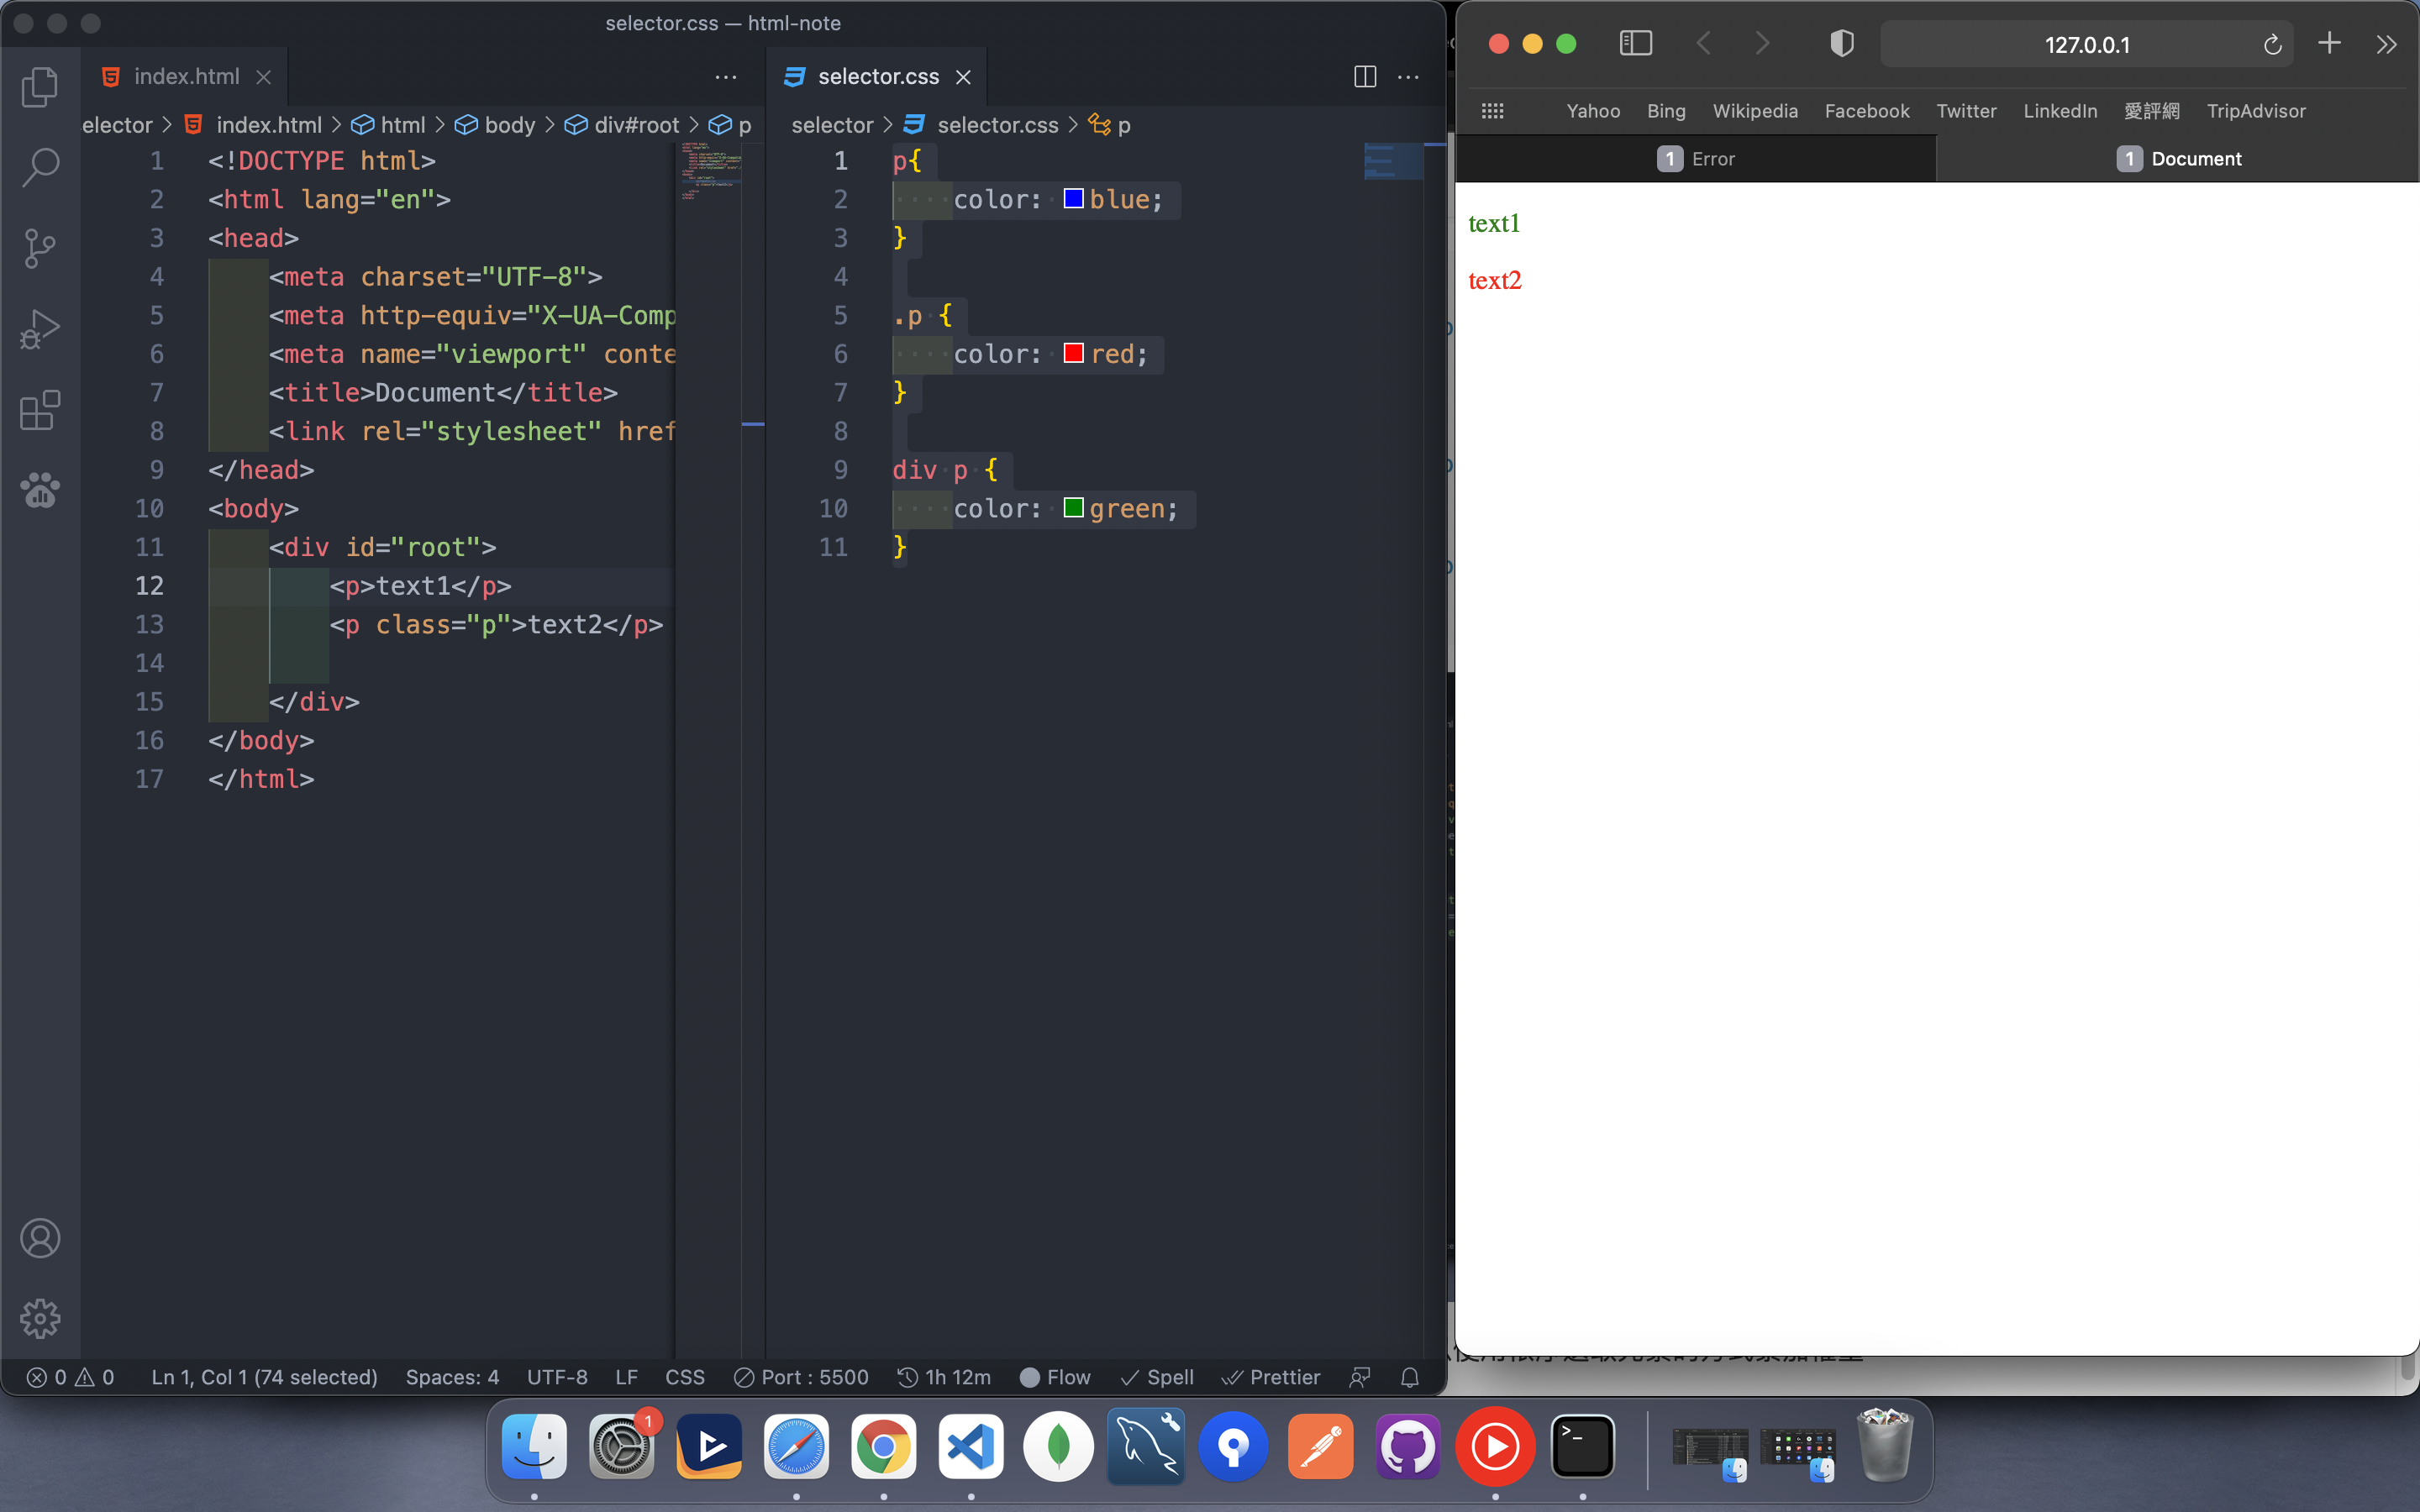 selector.css — html-note
index.html
selector.css
elector > index.html > html > body > div#root > p
selector > selector.css > p
1 <!DOCTYPE html>
2 <html lang="en">
3 <head>
4 <meta charset="UTF-8">
5 <meta http-equiv="X-UA-Comp
6 <meta name="viewport" conte
7 <title>Document</title>
8 <link rel="stylesheet" href
9 </head>
10 <body>
11 <div id="root">
12 <p>text1</p>
13 <p class="p">text2</p>
14
15 </div>
16 </body>
17 </html>
1 p{
2 color: blue;
3 }
4
5 .p {
6 color: red;
7 }
8
9 div p {
10 color: green;
11 }
0 0 Ln 1, Col 1 (74 selected) Spaces: 4 UTF-8 LF CSS Port : 5500 1h 12m Flow Spell Prettier
127.0.0.1
Yahoo Bing Wikipedia Facebook Twitter LinkedIn 愛評網 TripAdvisor
1 Error
1 Document
text1
text2
1
>_